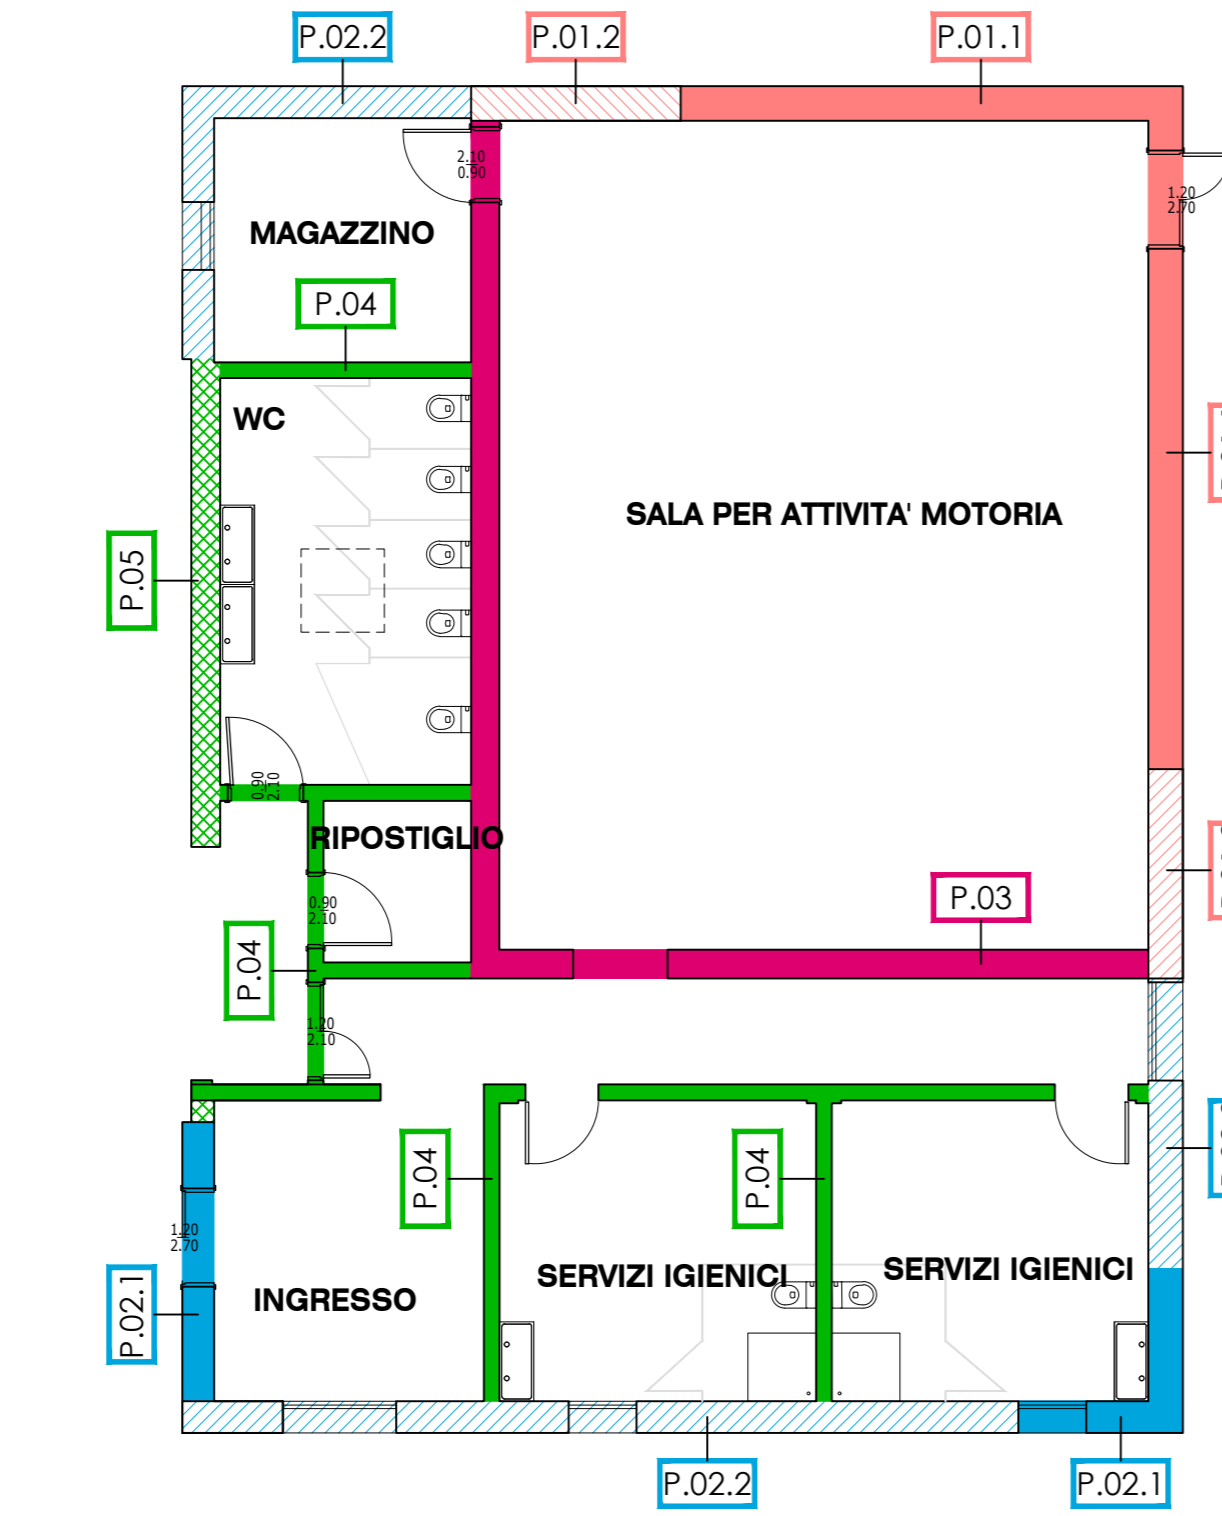 P.02.2
P.01.2
P.01.1
2.10
0.90
1.20
2.70
MAGAZZINO
P.04
WC
SALA PER ATTIVITA' MOTORIA
P.05
0.90
2.10
RIPOSTIGLIO
P.03
0.90
2.10
P.04
1.20
2.10
P.04
P.04
1.20
2.70
SERVIZI IGIENICI
SERVIZI IGIENICI
INGRESSO
P.02.1
P.02.2
P.02.1